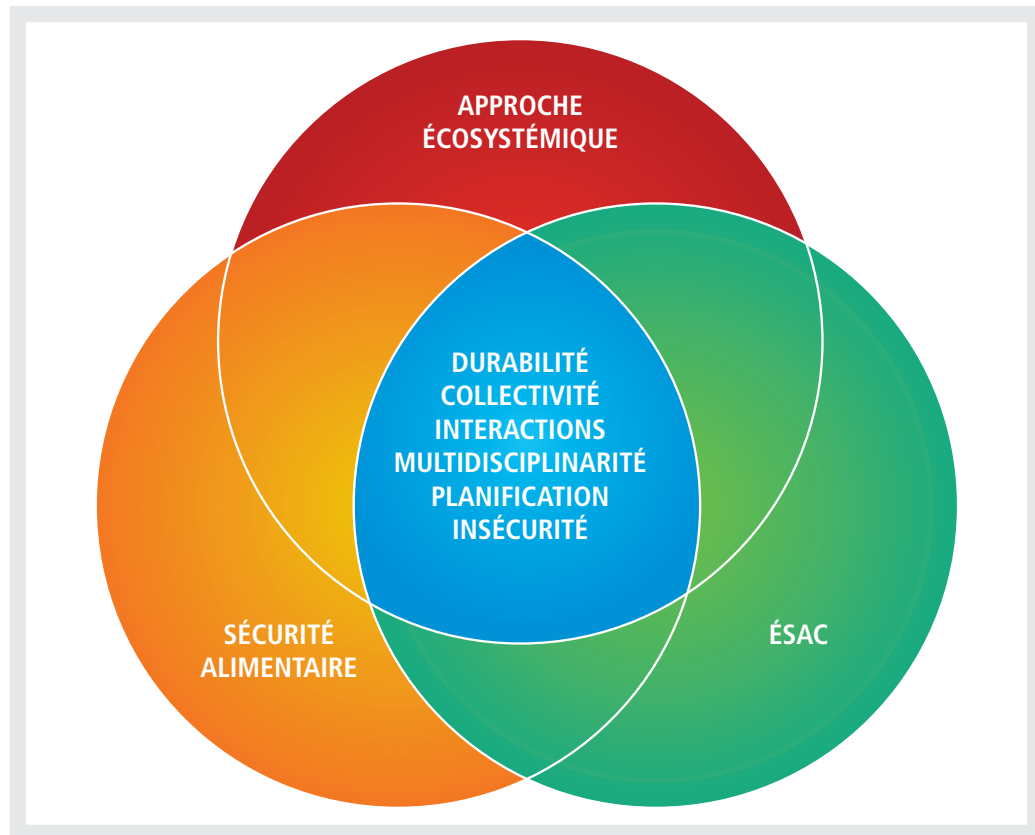 APPROCHE
ÉCOSYSTÉMIQUE
DURABILITÉ
COLLECTIVITÉ
INTERACTIONS
MULTIDISCIPLINARITÉ
PLANIFICATION
INSÉCURITÉ
SÉCURITÉ
ALIMENTAIRE
ÉSAC